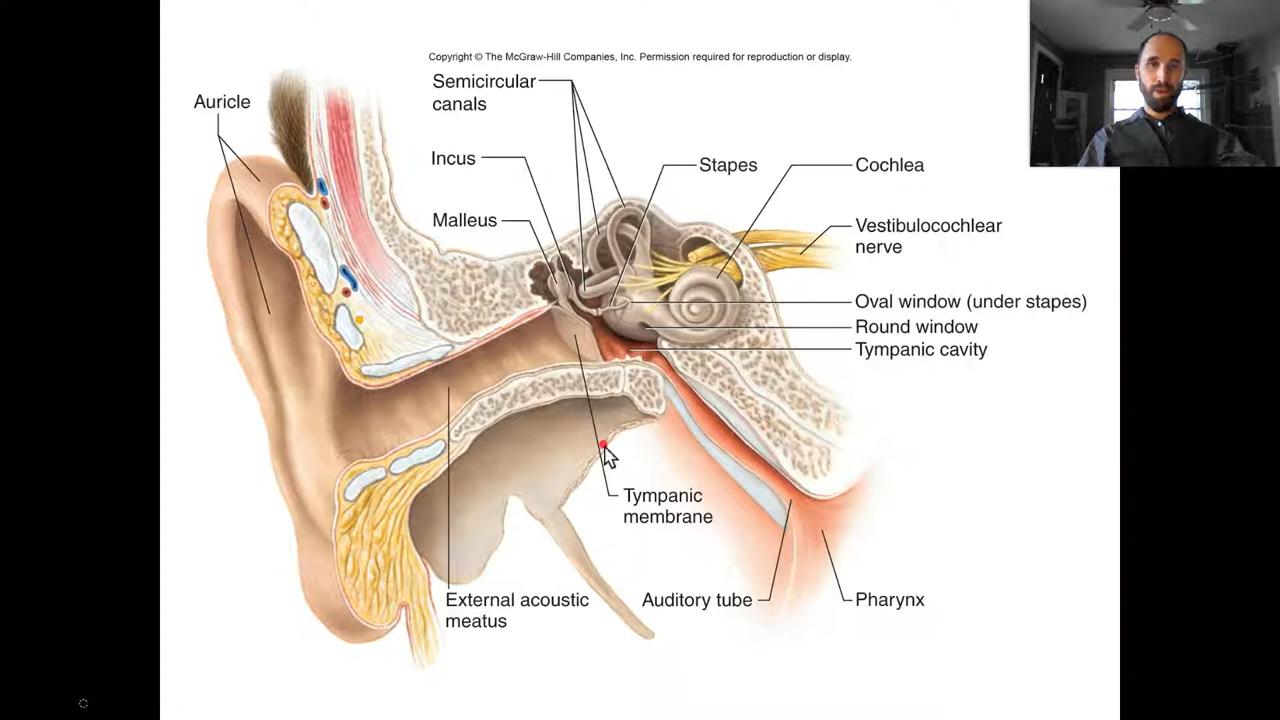 Copyright © The McGraw-Hill Companies, Inc. Permission required for reproduction or display.
Semicircular
canals
Auricle
Incus
Stapes
Cochlea
Malleus
Vestibulocochlear
nerve
Oval window (under stapes)
Round window
Tympanic cavity
Tympanic
membrane
External acoustic
meatus
Auditory tube
Pharynx